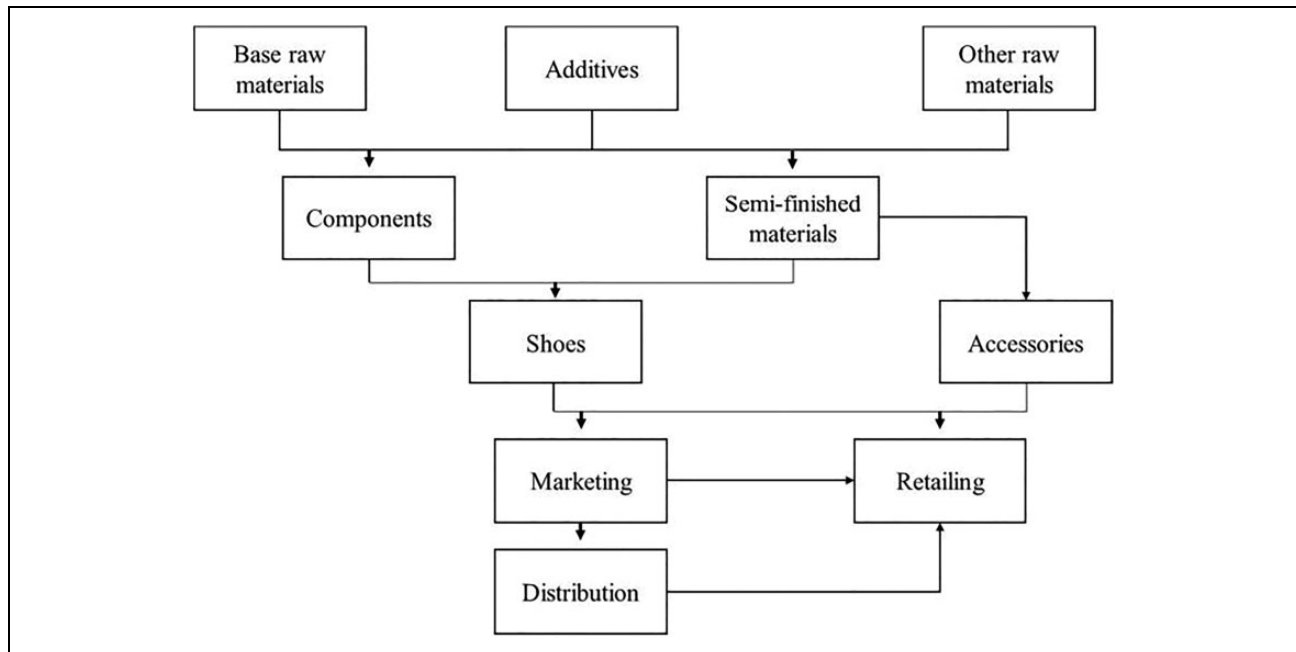 Base raw
materials
Additives
Other raw
materials
Components
Semi-finished
materials
Shoes
Accessories
Marketing
Retailing
Distribution